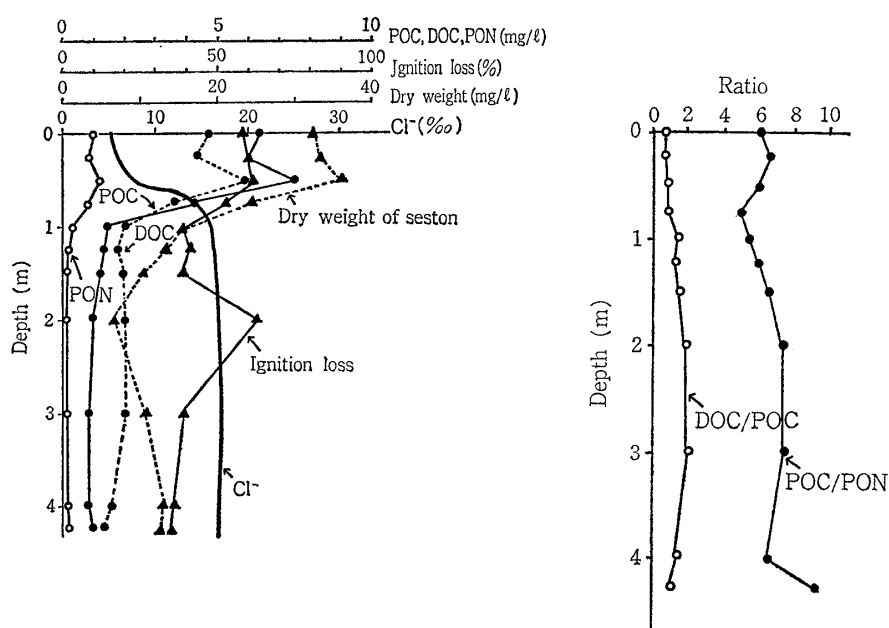 0 5 10
POC, DOC, PON (mg/ℓ)
0 50 100
Jgnition loss (%)
0 20 40
Dry weight (mg/ℓ)
0 10 20 30
Cl⁻ (‰)
POC
Dry weight of seston
DOC
PON
Ignition loss
Cl⁻
0
1
2
3
4
Depth (m)
Ratio
0 2 4 6 8 10
DOC/POC
POC/PON
0
1
2
3
4
Depth (m)